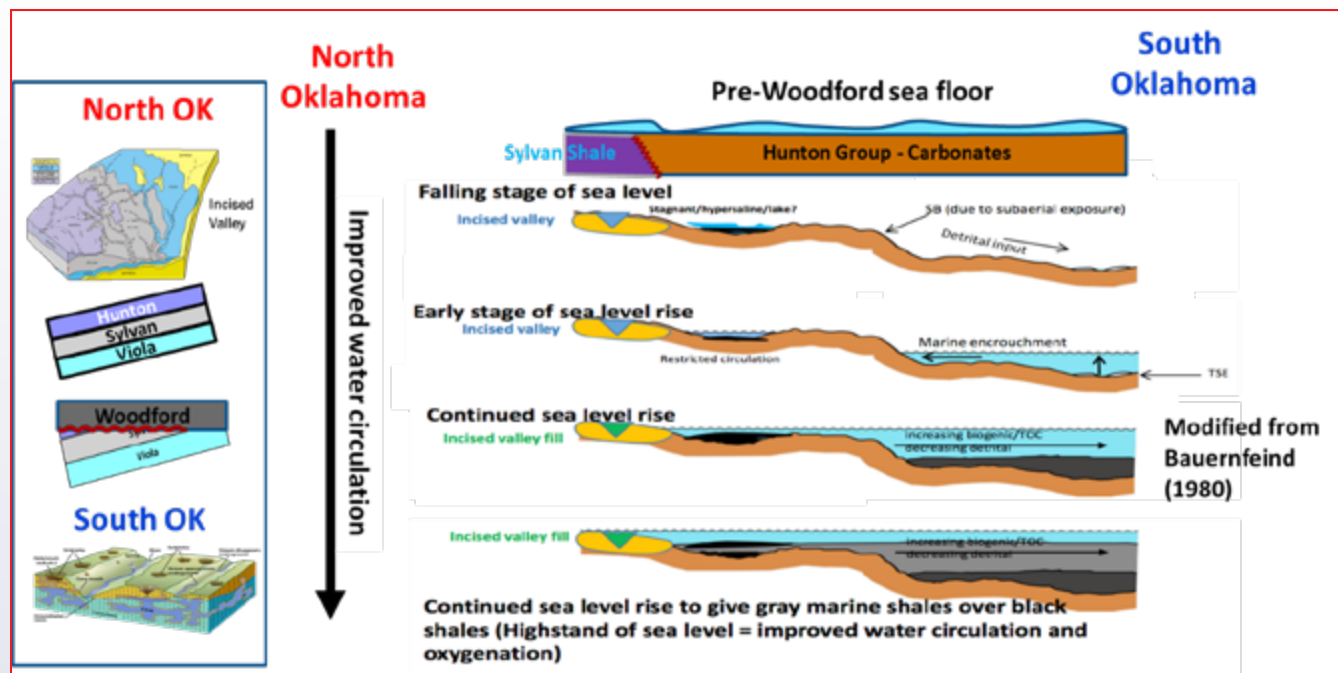 North OK
Incised
Valley
Hunton
Sylvan
Viola
Woodford
Viola
South OK
North
Oklahoma
Improved water circulation
South
Oklahoma
Pre-Woodford sea floor
Sylvan Shale
Hunton Group - Carbonates
Falling stage of sea level
Incised valley
Stagnant/hypersaline/lake?
SB (due to subaerial exposure)
Detrital input
Early stage of sea level rise
Incised valley
Restricted circulation
Marine encrouchment
TSE
Continued sea level rise
Incised valley fill
increasing biogenic/TOC
decreasing detrital
Modified from
Bauernfeind
(1980)
Incised valley fill
increasing biogenic/TOC
decreasing detrital
Continued sea level rise to give gray marine shales over black
shales (Highstand of sea level = improved water circulation and
oxygenation)